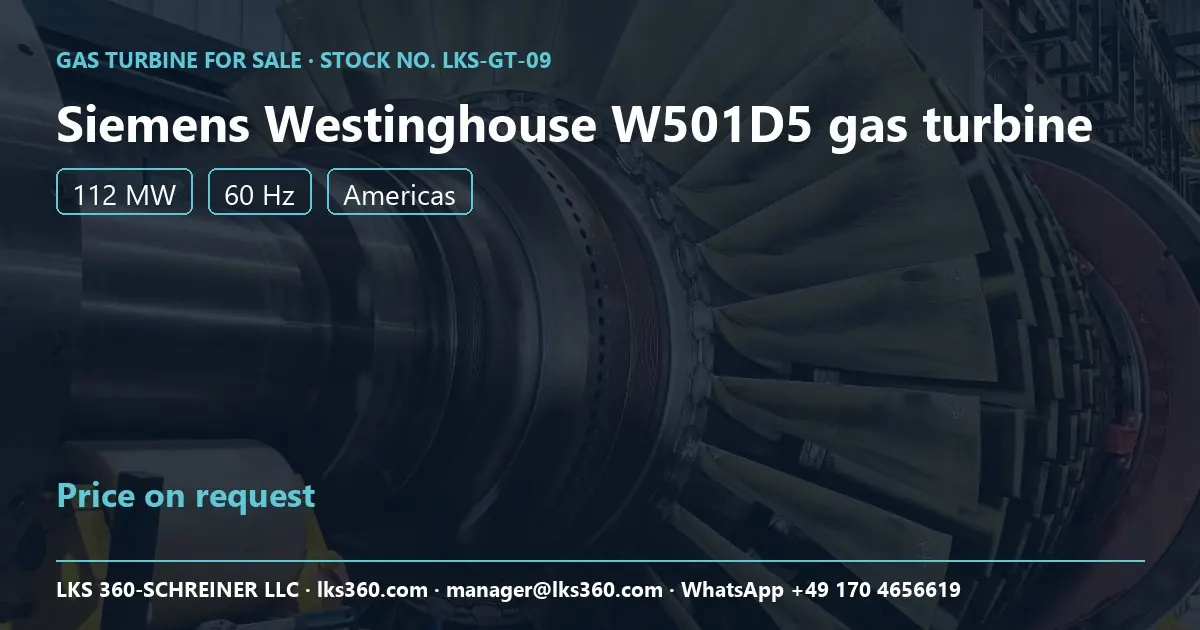 GAS TURBINE FOR SALE · STOCK NO. LKS-GT-09
Siemens Westinghouse W501D5 gas turbine
112 MW 60 Hz Americas
Price on request
LKS 360-SCHREINER LLC · lks360.com · manager@lks360.com · WhatsApp +49 170 4656619